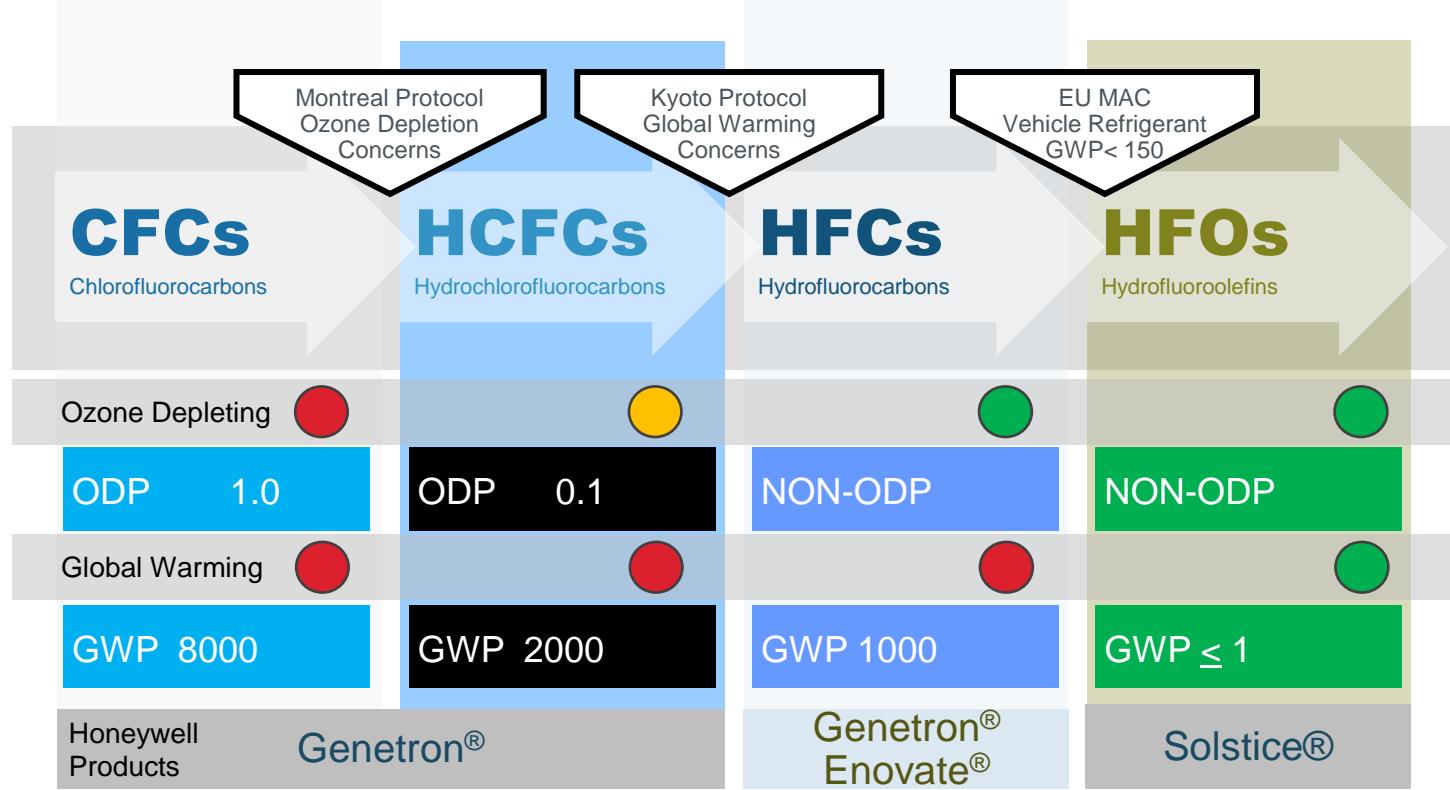 Montreal Protocol
Ozone Depletion
Concerns
Kyoto Protocol
Global Warming
Concerns
EU MAC
Vehicle Refrigerant
GWP< 150
CFCs
Chlorofluorocarbons
HCFCs
Hydrochlorofluorocarbons
HFCs
Hydrofluorocarbons
HFOs
Hydrofluoroolefins
Ozone Depleting
ODP 1.0
ODP 0.1
NON-ODP
NON-ODP
Global Warming
GWP 8000
GWP 2000
GWP 1000
GWP ≤ 1
Honeywell
Products
Genetron®
Genetron®
Enovate®
Solstice®